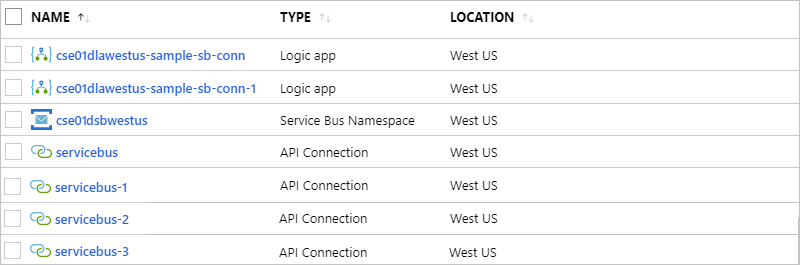 NAME TYPE LOCATION
cse01dlawestus-sample-sb-conn Logic app West US
cse01dlawestus-sample-sb-conn-1 Logic app West US
cse01dsbwestus Service Bus Namespace West US
servicebus API Connection West US
servicebus-1 API Connection West US
servicebus-2 API Connection West US
servicebus-3 API Connection West US